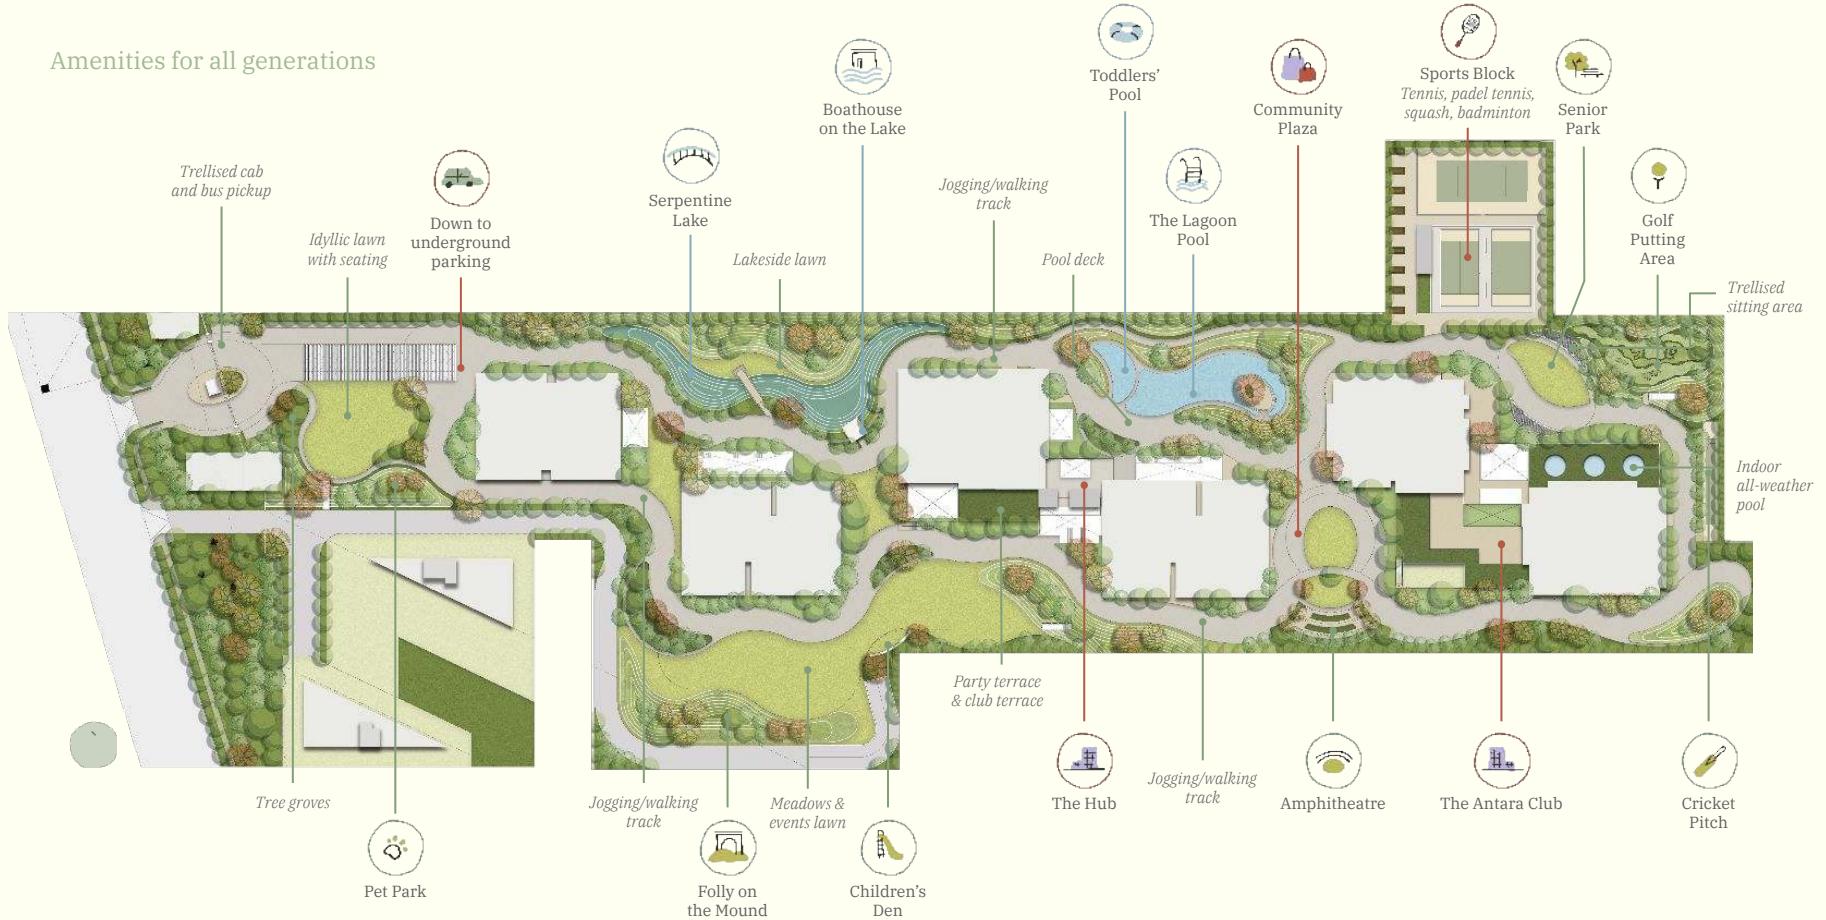 Amenities for all generations
Trellised cab
and bus pickup
Idyllic lawn
with seating
Down to
underground
parking
Serpentine
Lake
Lakeside lawn
Boathouse
on the Lake
Jogging/walking
track
Pool deck
Toddlers'
Pool
The Lagoon
Pool
Community
Plaza
Sports Block
Tennis, padel tennis,
squash, badminton
Senior
Park
Golf
Putting
Area
Trellised
sitting area
Indoor
all-weather
pool
Tree groves
Pet Park
Jogging/walking
track
Folly on
the Mound
Meadows &
events lawn
Children's
Den
Party terrace
& club terrace
The Hub
Jogging/walking
track
Amphitheatre
The Antara Club
Cricket
Pitch